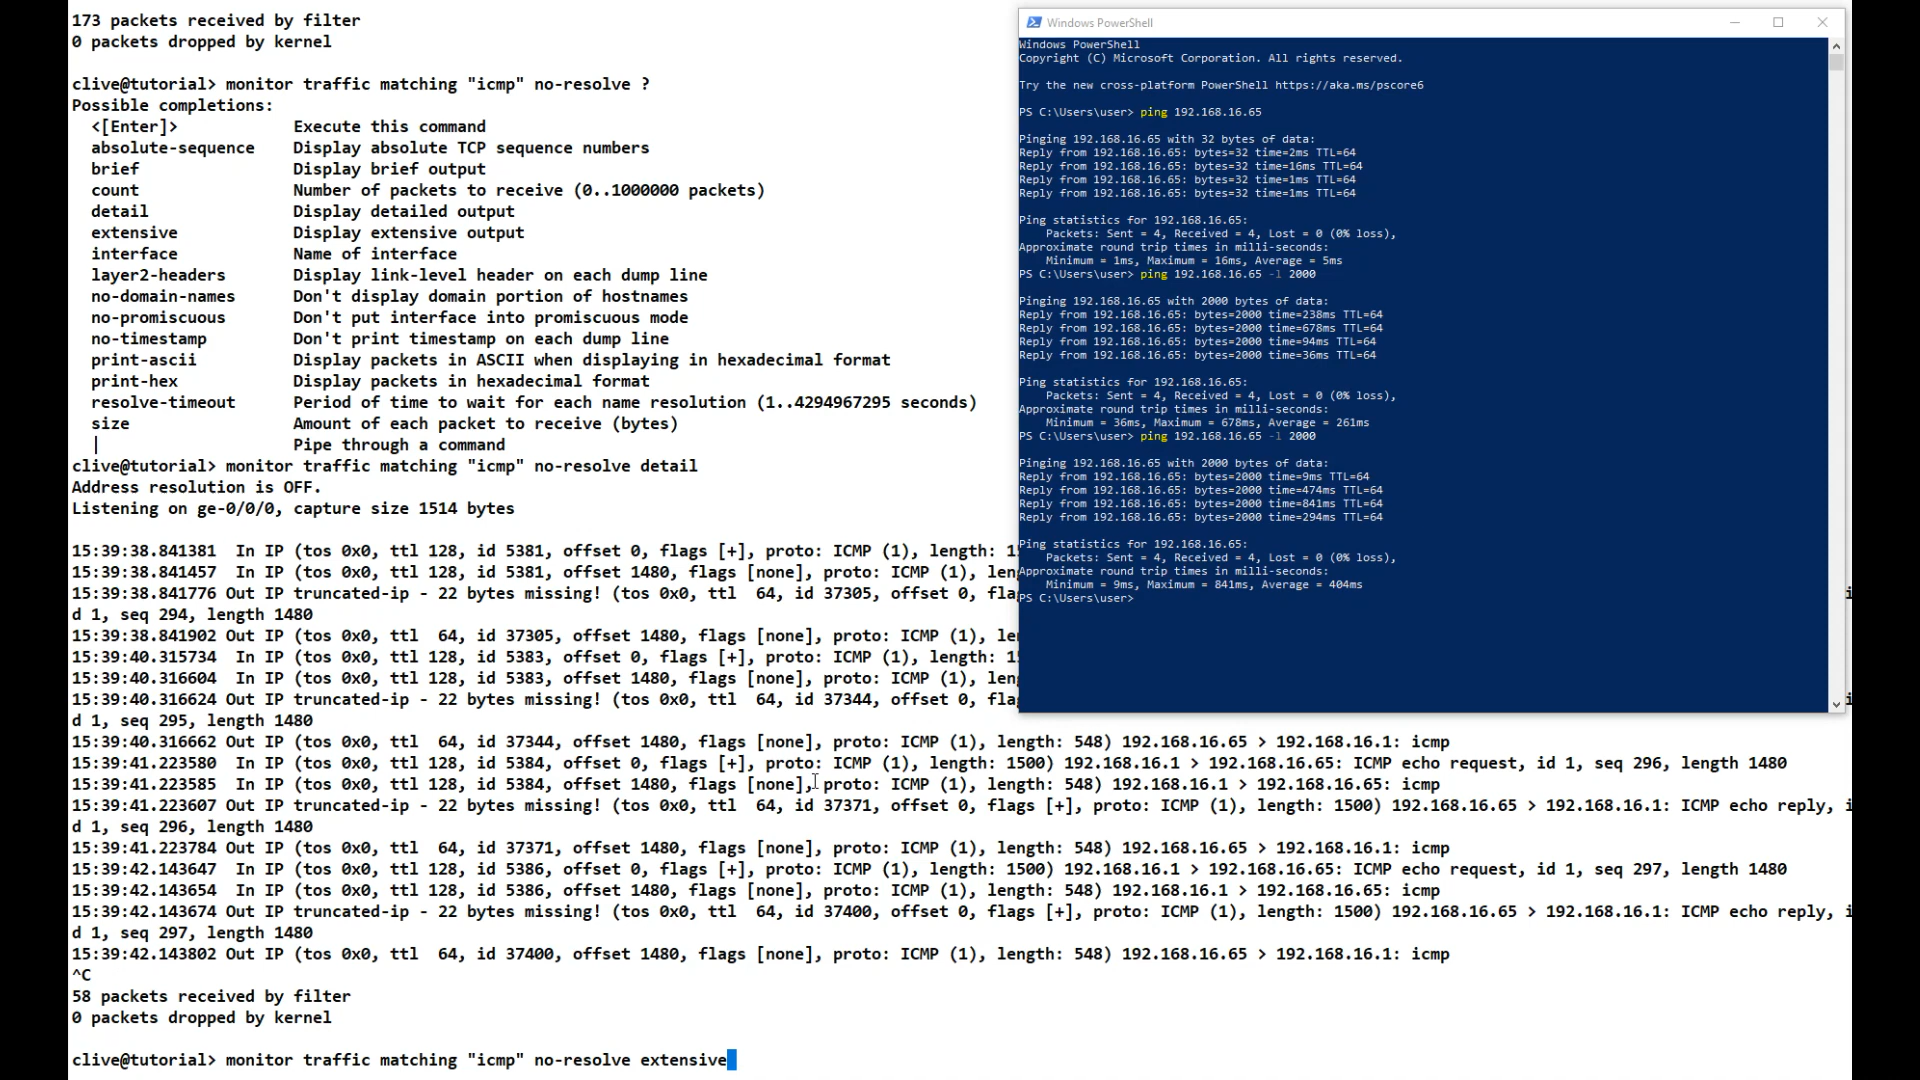 173 packets received by filter
0 packets dropped by kernel
clive@tutorial> monitor traffic matching "icmp" no-resolve ?
Possible completions:
<[Enter]> Execute this command
absolute-sequence Display absolute TCP sequence numbers
brief Display brief output
count Number of packets to receive (0..1000000 packets)
detail Display detailed output
extensive Display extensive output
interface Name of interface
layer2-headers Display link-level header on each dump line
no-domain-names Don't display domain portion of hostnames
no-promiscuous Don't put interface into promiscuous mode
no-timestamp Don't print timestamp on each dump line
print-ascii Display packets in ASCII when displaying in hexadecimal format
print-hex Display packets in hexadecimal format
resolve-timeout Period of time to wait for each name resolution (1..4294967295 seconds)
size Amount of each packet to receive (bytes)
| Pipe through a command
clive@tutorial> monitor traffic matching "icmp" no-resolve detail
Address resolution is OFF.
Listening on ge-0/0/0, capture size 1514 bytes
15:39:38.841381 In IP (tos 0x0, ttl 128, id 5381, offset 0, flags [+], proto: ICMP (1), length: 1
15:39:38.841457 In IP (tos 0x0, ttl 128, id 5381, offset 1480, flags [none], proto: ICMP (1), len
15:39:38.841776 Out IP truncated-ip - 22 bytes missing! (tos 0x0, ttl 64, id 37305, offset 0, fla i
d 1, seq 294, length 1480
15:39:38.841902 Out IP (tos 0x0, ttl 64, id 37305, offset 1480, flags [none], proto: ICMP (1), le
15:39:40.315734 In IP (tos 0x0, ttl 128, id 5383, offset 0, flags [+], proto: ICMP (1), length: 1
15:39:40.316604 In IP (tos 0x0, ttl 128, id 5383, offset 1480, flags [none], proto: ICMP (1), len
15:39:40.316624 Out IP truncated-ip - 22 bytes missing! (tos 0x0, ttl 64, id 37344, offset 0, fla i
d 1, seq 295, length 1480
15:39:40.316662 Out IP (tos 0x0, ttl 64, id 37344, offset 1480, flags [none], proto: ICMP (1), length: 548) 192.168.16.65 > 192.168.16.1: icmp
15:39:41.223580 In IP (tos 0x0, ttl 128, id 5384, offset 0, flags [+], proto: ICMP (1), length: 1500) 192.168.16.1 > 192.168.16.65: ICMP echo request, id 1, seq 296, length 1480
15:39:41.223585 In IP (tos 0x0, ttl 128, id 5384, offset 1480, flags [none], proto: ICMP (1), length: 548) 192.168.16.1 > 192.168.16.65: icmp
15:39:41.223607 Out IP truncated-ip - 22 bytes missing! (tos 0x0, ttl 64, id 37371, offset 0, flags [+], proto: ICMP (1), length: 1500) 192.168.16.65 > 192.168.16.1: ICMP echo reply, i
d 1, seq 296, length 1480
15:39:41.223784 Out IP (tos 0x0, ttl 64, id 37371, offset 1480, flags [none], proto: ICMP (1), length: 548) 192.168.16.65 > 192.168.16.1: icmp
15:39:42.143647 In IP (tos 0x0, ttl 128, id 5386, offset 0, flags [+], proto: ICMP (1), length: 1500) 192.168.16.1 > 192.168.16.65: ICMP echo request, id 1, seq 297, length 1480
15:39:42.143654 In IP (tos 0x0, ttl 128, id 5386, offset 1480, flags [none], proto: ICMP (1), length: 548) 192.168.16.1 > 192.168.16.65: icmp
15:39:42.143674 Out IP truncated-ip - 22 bytes missing! (tos 0x0, ttl 64, id 37400, offset 0, flags [+], proto: ICMP (1), length: 1500) 192.168.16.65 > 192.168.16.1: ICMP echo reply, i
d 1, seq 297, length 1480
15:39:42.143802 Out IP (tos 0x0, ttl 64, id 37400, offset 1480, flags [none], proto: ICMP (1), length: 548) 192.168.16.65 > 192.168.16.1: icmp
^C
58 packets received by filter
0 packets dropped by kernel
clive@tutorial> monitor traffic matching "icmp" no-resolve extensive
Windows PowerShell
Windows PowerShell
Copyright (C) Microsoft Corporation. All rights reserved.
Try the new cross-platform PowerShell https://aka.ms/pscore6
PS C:\Users\user> ping 192.168.16.65
Pinging 192.168.16.65 with 32 bytes of data:
Reply from 192.168.16.65: bytes=32 time=2ms TTL=64
Reply from 192.168.16.65: bytes=32 time=16ms TTL=64
Reply from 192.168.16.65: bytes=32 time=1ms TTL=64
Reply from 192.168.16.65: bytes=32 time=1ms TTL=64
Ping statistics for 192.168.16.65:
Packets: Sent = 4, Received = 4, Lost = 0 (0% loss),
Approximate round trip times in milli-seconds:
Minimum = 1ms, Maximum = 16ms, Average = 5ms
PS C:\Users\user> ping 192.168.16.65 -l 2000
Pinging 192.168.16.65 with 2000 bytes of data:
Reply from 192.168.16.65: bytes=2000 time=238ms TTL=64
Reply from 192.168.16.65: bytes=2000 time=678ms TTL=64
Reply from 192.168.16.65: bytes=2000 time=94ms TTL=64
Reply from 192.168.16.65: bytes=2000 time=36ms TTL=64
Ping statistics for 192.168.16.65:
Packets: Sent = 4, Received = 4, Lost = 0 (0% loss),
Approximate round trip times in milli-seconds:
Minimum = 36ms, Maximum = 678ms, Average = 261ms
PS C:\Users\user> ping 192.168.16.65 -l 2000
Pinging 192.168.16.65 with 2000 bytes of data:
Reply from 192.168.16.65: bytes=2000 time=9ms TTL=64
Reply from 192.168.16.65: bytes=2000 time=474ms TTL=64
Reply from 192.168.16.65: bytes=2000 time=841ms TTL=64
Reply from 192.168.16.65: bytes=2000 time=294ms TTL=64
Ping statistics for 192.168.16.65:
Packets: Sent = 4, Received = 4, Lost = 0 (0% loss),
Approximate round trip times in milli-seconds:
Minimum = 9ms, Maximum = 841ms, Average = 404ms
PS C:\Users\user>